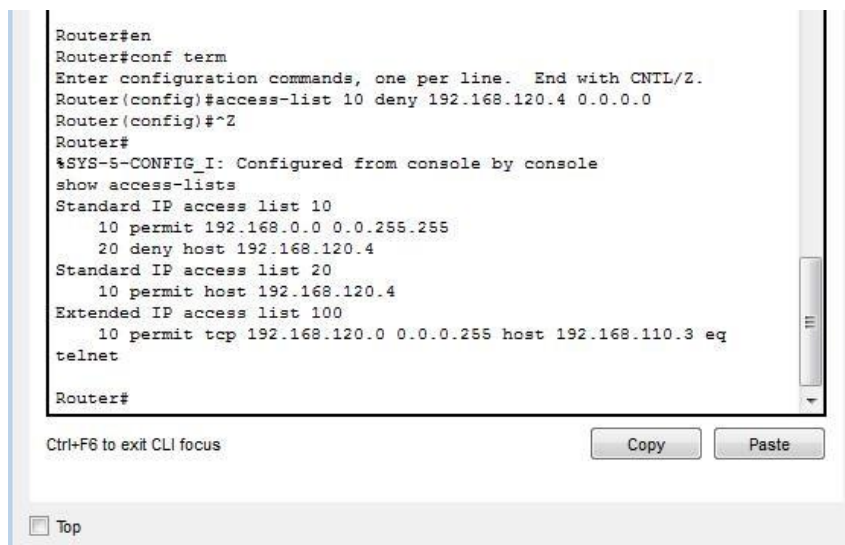 Router#en
Router#conf term
Enter configuration commands, one per line.  End with CNTL/Z.
Router(config)#access-list 10 deny 192.168.120.4 0.0.0.0
Router(config)#^Z
Router#
%SYS-5-CONFIG_I: Configured from console by console
show access-lists
Standard IP access list 10
    10 permit 192.168.0.0 0.0.255.255
    20 deny host 192.168.120.4
Standard IP access list 20
    10 permit host 192.168.120.4
Extended IP access list 100
    10 permit tcp 192.168.120.0 0.0.0.255 host 192.168.110.3 eq
telnet
Router#
Ctrl+F6 to exit CLI focus
Copy
Paste
Top